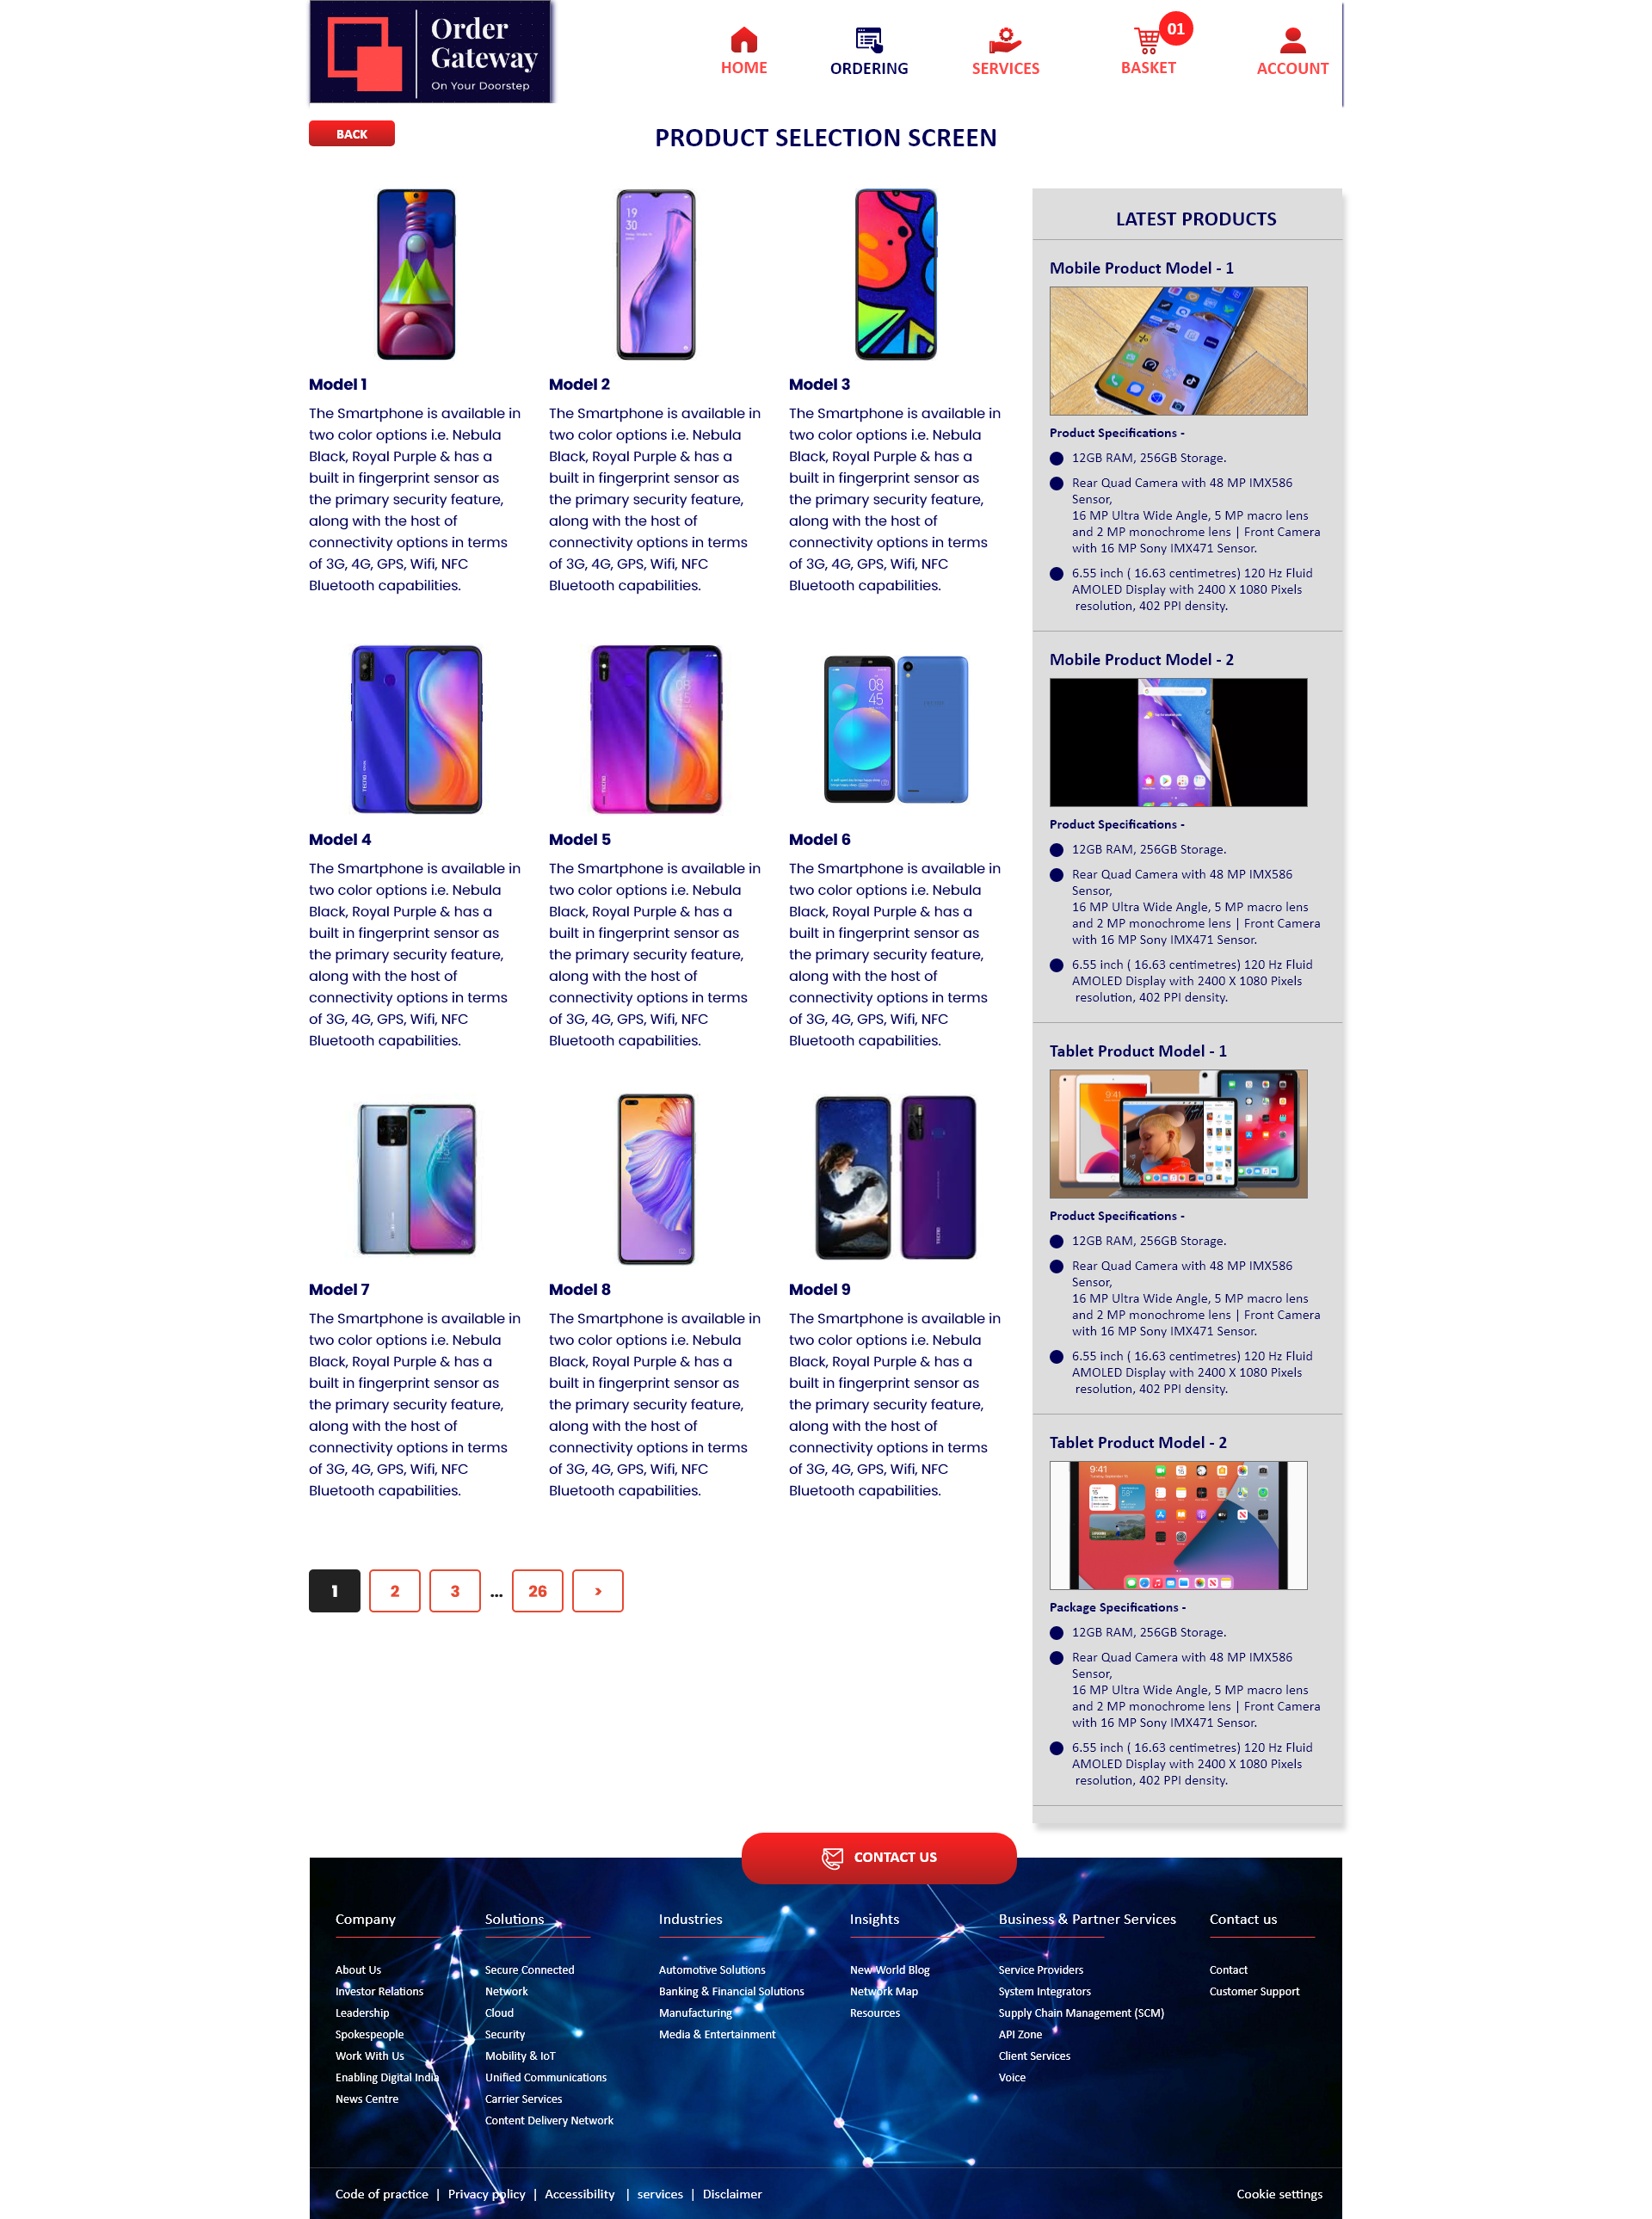 Order
Gateway
On Your Doorstep
HOME
ORDERING
SERVICES
01
BASKET
ACCOUNT
BACK
PRODUCT SELECTION SCREEN
Model 1
The Smartphone is available in
two color options i.e. Nebula
Black, Royal Purple & has a
built in fingerprint sensor as
the primary security feature,
along with the host of
connectivity options in terms
of 3G, 4G, GPS, Wifi, NFC
Bluetooth capabilities.
19
30
Model 2
The Smartphone is available in
two color options i.e. Nebula
Black, Royal Purple & has a
built in fingerprint sensor as
the primary security feature,
along with the host of
connectivity options in terms
of 3G, 4G, GPS, Wifi, NFC
Bluetooth capabilities.
Model 3
The Smartphone is available in
two color options i.e. Nebula
Black, Royal Purple & has a
built in fingerprint sensor as
the primary security feature,
along with the host of
connectivity options in terms
of 3G, 4G, GPS, Wifi, NFC
Bluetooth capabilities.
TECNO
Model 4
The Smartphone is available in
two color options i.e. Nebula
Black, Royal Purple & has a
built in fingerprint sensor as
the primary security feature,
along with the host of
connectivity options in terms
of 3G, 4G, GPS, Wifi, NFC
Bluetooth capabilities.
TECNO
08
45
Model 5
The Smartphone is available in
two color options i.e. Nebula
Black, Royal Purple & has a
built in fingerprint sensor as
the primary security feature,
along with the host of
connectivity options in terms
of 3G, 4G, GPS, Wifi, NFC
Bluetooth capabilities.
08
45
Model 6
The Smartphone is available in
two color options i.e. Nebula
Black, Royal Purple & has a
built in fingerprint sensor as
the primary security feature,
along with the host of
connectivity options in terms
of 3G, 4G, GPS, Wifi, NFC
Bluetooth capabilities.
Model 7
The Smartphone is available in
two color options i.e. Nebula
Black, Royal Purple & has a
built in fingerprint sensor as
the primary security feature,
along with the host of
connectivity options in terms
of 3G, 4G, GPS, Wifi, NFC
Bluetooth capabilities.
Model 8
The Smartphone is available in
two color options i.e. Nebula
Black, Royal Purple & has a
built in fingerprint sensor as
the primary security feature,
along with the host of
connectivity options in terms
of 3G, 4G, GPS, Wifi, NFC
Bluetooth capabilities.
TECNO
Model 9
The Smartphone is available in
two color options i.e. Nebula
Black, Royal Purple & has a
built in fingerprint sensor as
the primary security feature,
along with the host of
connectivity options in terms
of 3G, 4G, GPS, Wifi, NFC
Bluetooth capabilities.
1 2 3 ... 26 >
LATEST PRODUCTS
Mobile Product Model - 1
Product Specifications -
12GB RAM, 256GB Storage.
Rear Quad Camera with 48 MP IMX586
Sensor,
16 MP Ultra Wide Angle, 5 MP macro lens
and 2 MP monochrome lens | Front Camera
with 16 MP Sony IMX471 Sensor.
6.55 inch ( 16.63 centimetres) 120 Hz Fluid
AMOLED Display with 2400 X 1080 Pixels
resolution, 402 PPI density.
Mobile Product Model - 2
Product Specifications -
12GB RAM, 256GB Storage.
Rear Quad Camera with 48 MP IMX586
Sensor,
16 MP Ultra Wide Angle, 5 MP macro lens
and 2 MP monochrome lens | Front Camera
with 16 MP Sony IMX471 Sensor.
6.55 inch ( 16.63 centimetres) 120 Hz Fluid
AMOLED Display with 2400 X 1080 Pixels
resolution, 402 PPI density.
Tablet Product Model - 1
9:41
Product Specifications -
12GB RAM, 256GB Storage.
Rear Quad Camera with 48 MP IMX586
Sensor,
16 MP Ultra Wide Angle, 5 MP macro lens
and 2 MP monochrome lens | Front Camera
with 16 MP Sony IMX471 Sensor.
6.55 inch ( 16.63 centimetres) 120 Hz Fluid
AMOLED Display with 2400 X 1080 Pixels
resolution, 402 PPI density.
Tablet Product Model - 2
9:41
Package Specifications -
12GB RAM, 256GB Storage.
Rear Quad Camera with 48 MP IMX586
Sensor,
16 MP Ultra Wide Angle, 5 MP macro lens
and 2 MP monochrome lens | Front Camera
with 16 MP Sony IMX471 Sensor.
6.55 inch ( 16.63 centimetres) 120 Hz Fluid
AMOLED Display with 2400 X 1080 Pixels
resolution, 402 PPI density.
CONTACT US
Company
About Us
Investor Relations
Leadership
Spokespeople
Work With Us
Enabling Digital India
News Centre
Solutions
Secure Connected
Network
Cloud
Security
Mobility & IoT
Unified Communications
Carrier Services
Content Delivery Network
Industries
Automotive Solutions
Banking & Financial Solutions
Manufacturing
Media & Entertainment
Insights
New World Blog
Network Map
Resources
Business & Partner Services
Service Providers
System Integrators
Supply Chain Management (SCM)
API Zone
Client Services
Voice
Contact us
Contact
Customer Support
Code of practice | Privacy policy | Accessibility | services | Disclaimer
Cookie settings